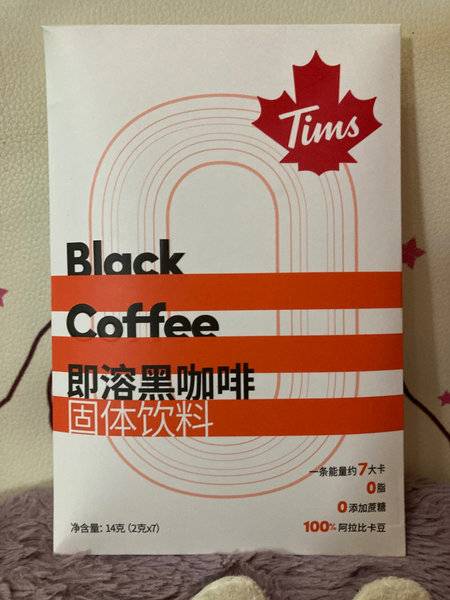 Tims
Black
Coffee
即溶黑咖啡
固体饮料
一条能量约7大卡
0脂
0添加蔗糖
100%阿拉比卡豆
净含量: 14克 (2克x7)